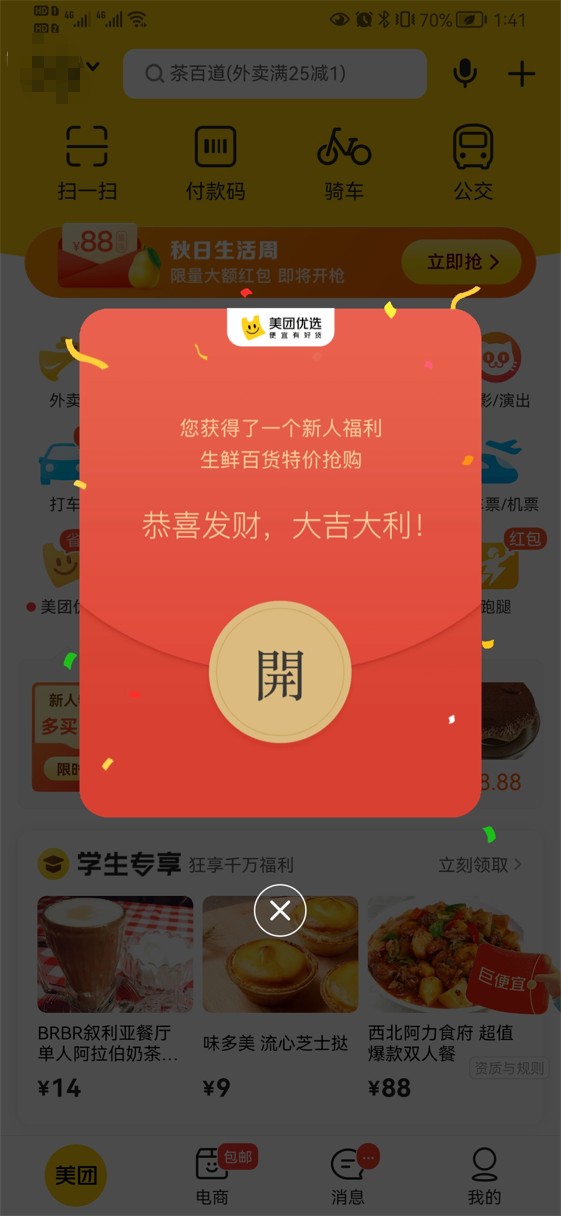 HD 1 4G 4G
HD 2
70% 1:41
茶百道(外卖满25减1)
扫一扫 付款码 骑车 公交
¥88
秋日生活周
限量大额红包 即将开枪
立即抢
美团优选
便宜有好货
外卖
影/演出
您获得了一个新人福利
生鲜百货特价抢购
打车
票/机票
恭喜发财，大吉大利！
省
红包
美团优
跑腿
開
新人
多买
限时
8.88
学生专享 狂享千万福利 立刻领取
巨便宜
BRBR叙利亚餐厅
单人阿拉伯奶茶...
¥14
味多美 流心芝士挞
¥9
西北阿力食府 超值
爆款双人餐
¥88
资质与规则
美团
包邮
电商
消息
我的